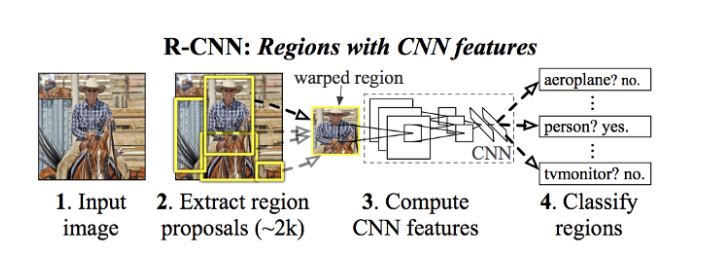 R-CNN: Regions with CNN features
warped region
aeroplane? no.
person? yes.
tvmonitor? no.
CNN
1. Input
image
2. Extract region
proposals (~2k)
3. Compute
CNN features
4. Classify
regions